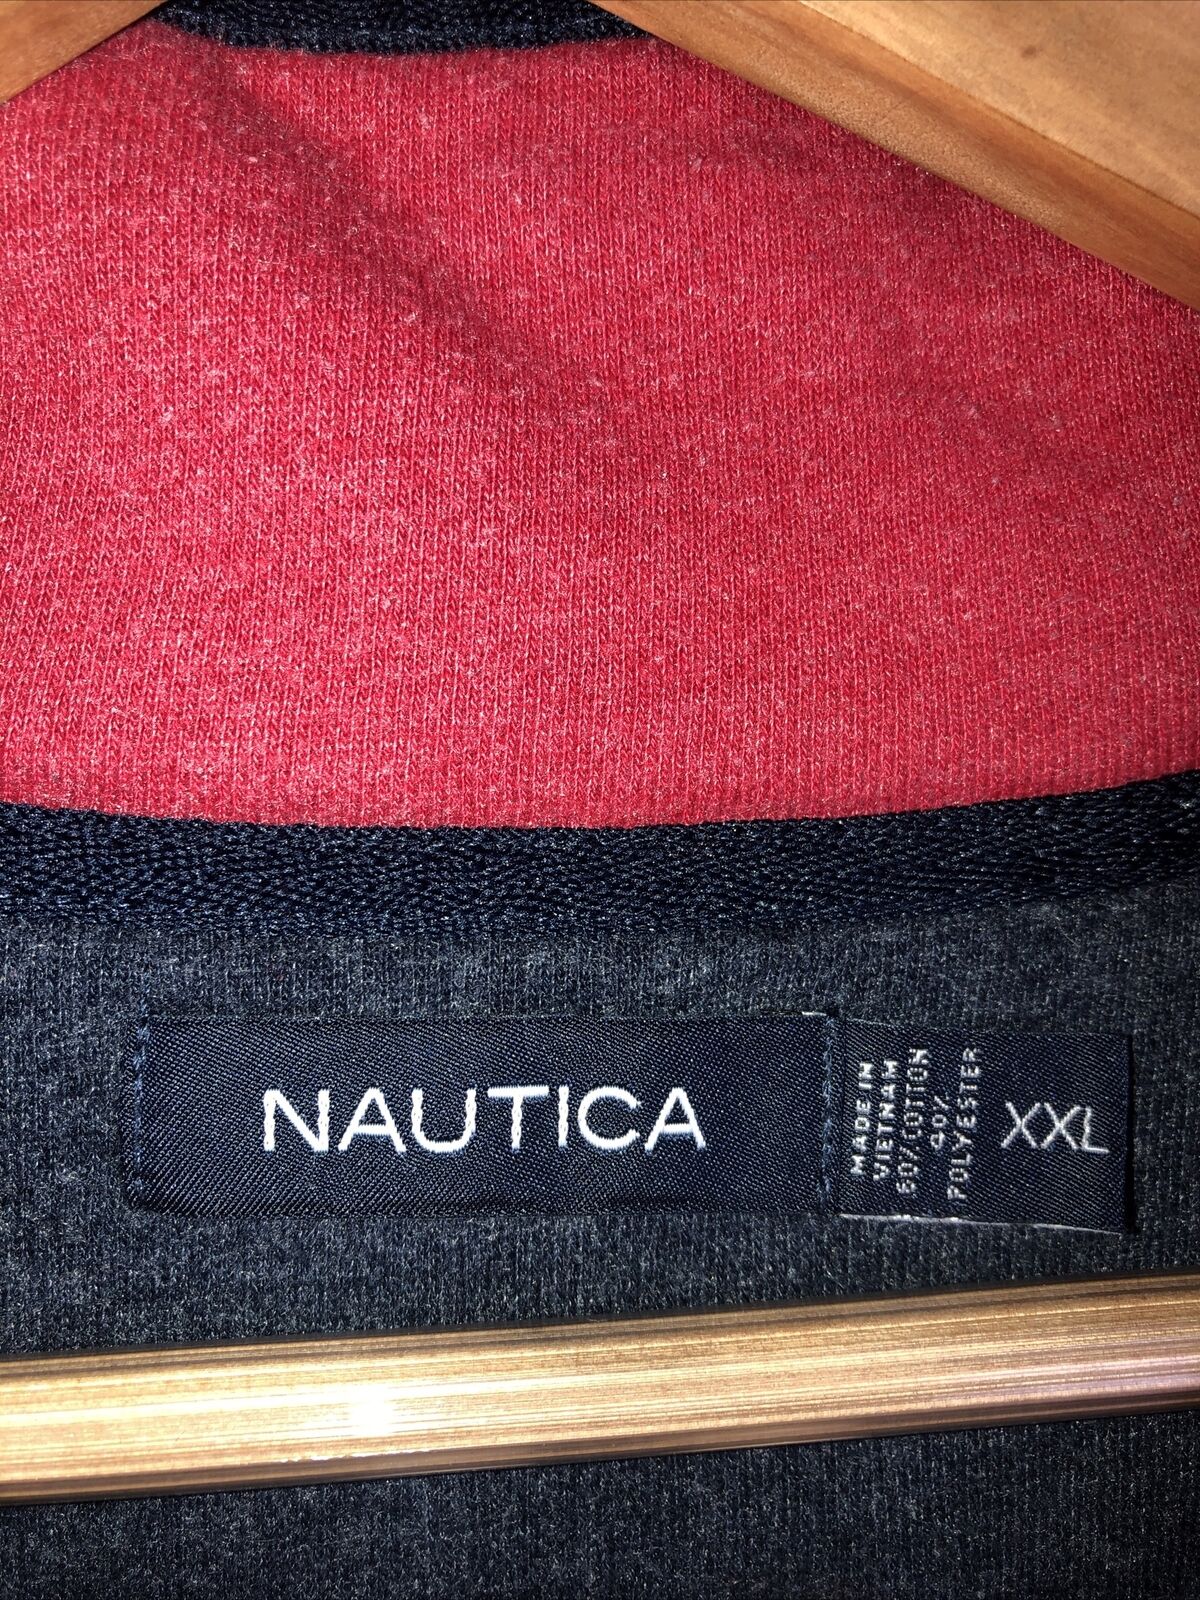 NAUTICA
MADE IN
VIETNAM
60% COTTON
40%
POLYESTER
XXL